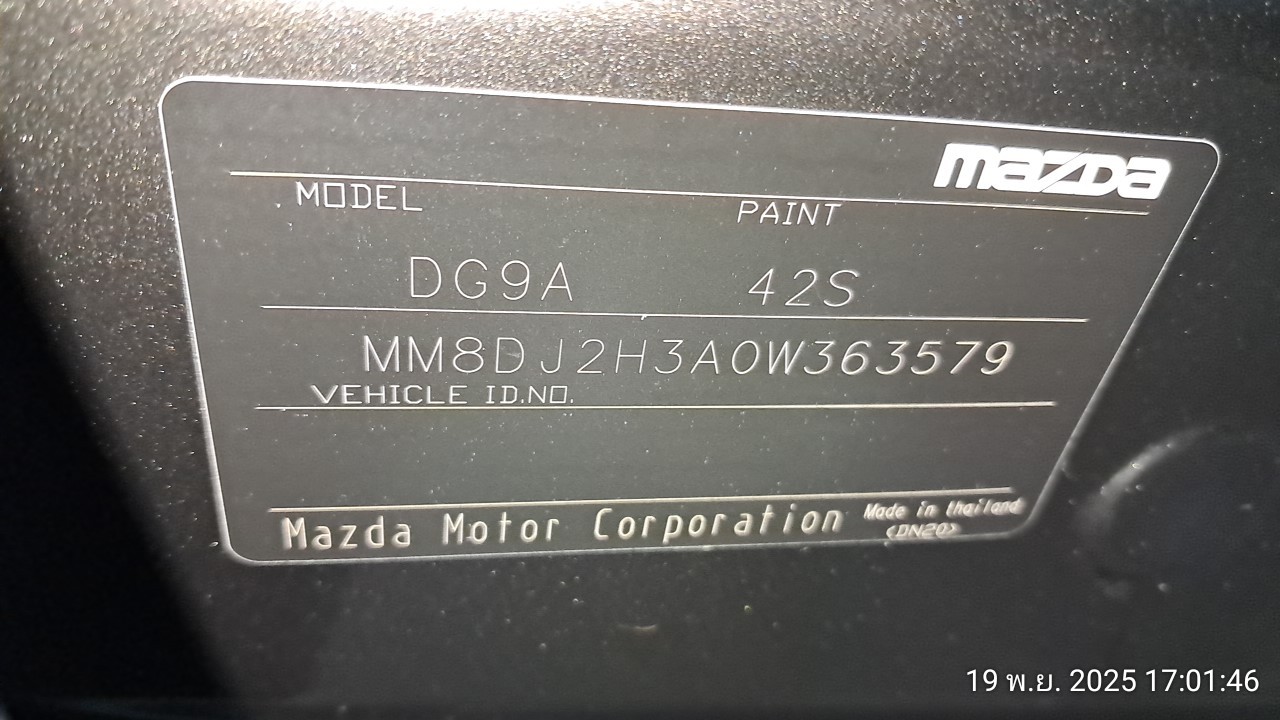 mazda
MODEL PAINT
DG9A 42S
MM8DJ2H3A0W363579
VEHICLE ID.NO.
Mazda Motor Corporation Made in thailand
<DN20>
19 พ.ย. 2025 17:01:46